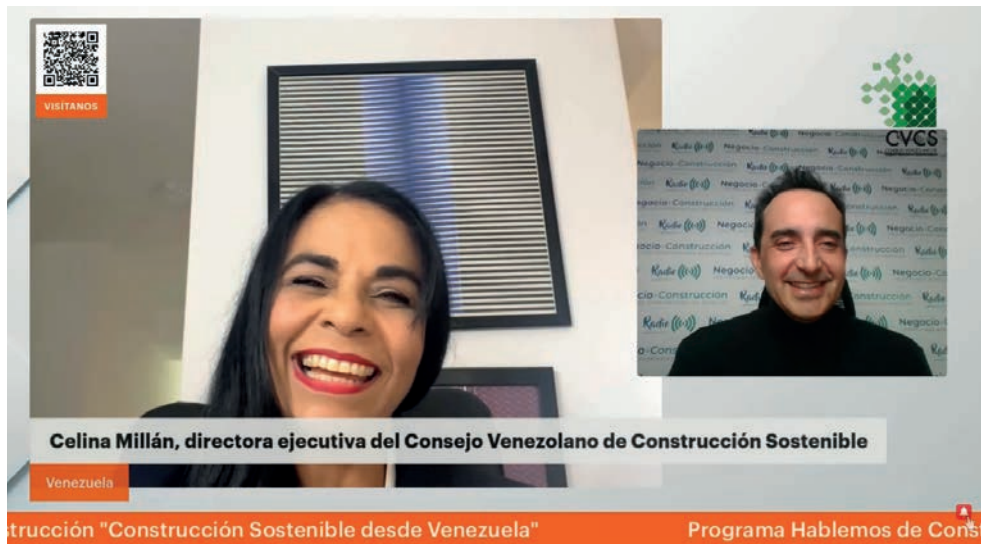 VISÍTANOS
CVCS
Radio Negocio-Construcción
Celina Millán, directora ejecutiva del Consejo Venezolano de Construcción Sostenible
Venezuela
strucción "Construcción Sostenible desde Venezuela"
Programa Hablemos de Cons